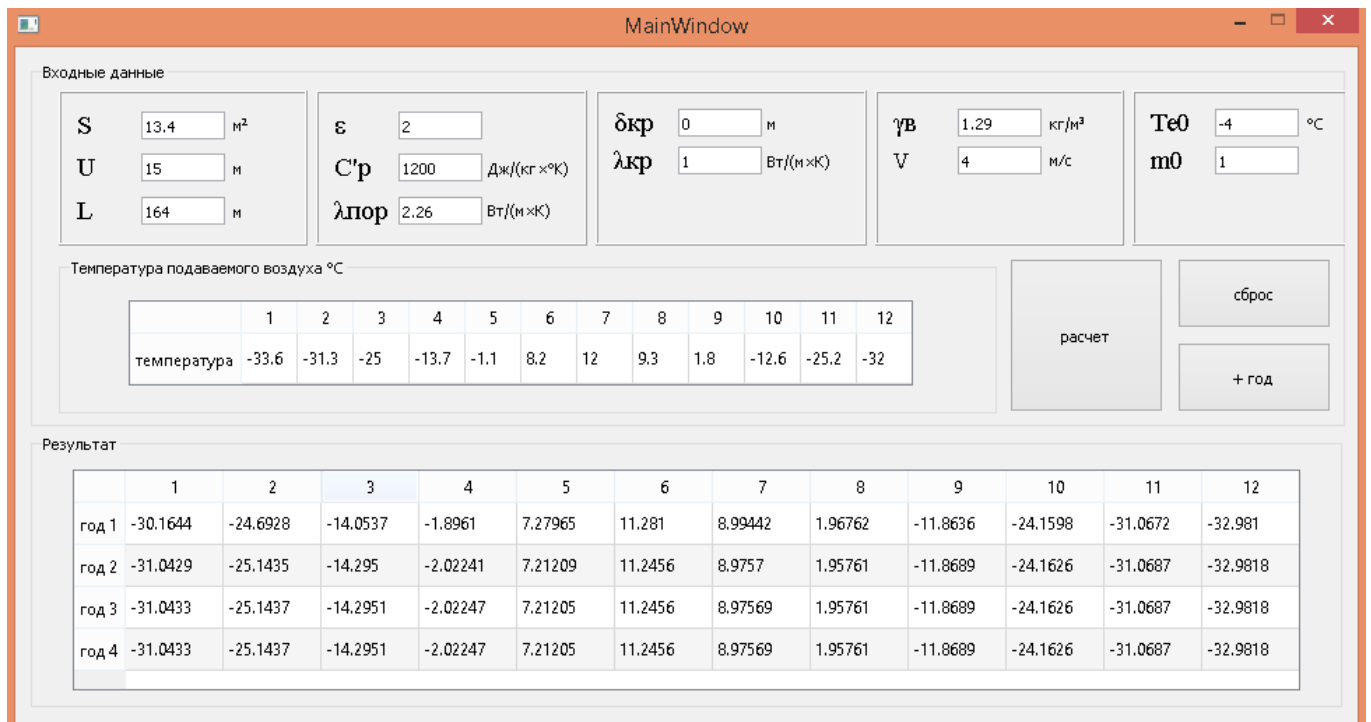 MainWindow
Входные данные
S 13.4 м² ε 2 δкр 0 м γв 1.29 кг/м³ Te0 -4 °C
U 15 м C'p 1200 Дж/(кг×°К) λкр 1 Вт/(м×К) V 4 м/с m0 1
L 164 м λпор 2.26 Вт/(м×К)
Температура подаваемого воздуха °C
1 2 3 4 5 6 7 8 9 10 11 12
температура -33.6 -31.3 -25 -13.7 -1.1 8.2 12 9.3 1.8 -12.6 -25.2 -32
расчет
сброс
+ год
Результат
1 2 3 4 5 6 7 8 9 10 11 12
год 1 -30.1644 -24.6928 -14.0537 -1.8961 7.27965 11.281 8.99442 1.96762 -11.8636 -24.1598 -31.0672 -32.981
год 2 -31.0429 -25.1435 -14.295 -2.02241 7.21209 11.2456 8.9757 1.95761 -11.8689 -24.1626 -31.0687 -32.9818
год 3 -31.0433 -25.1437 -14.2951 -2.02247 7.21205 11.2456 8.97569 1.95761 -11.8689 -24.1626 -31.0687 -32.9818
год 4 -31.0433 -25.1437 -14.2951 -2.02247 7.21205 11.2456 8.97569 1.95761 -11.8689 -24.1626 -31.0687 -32.9818